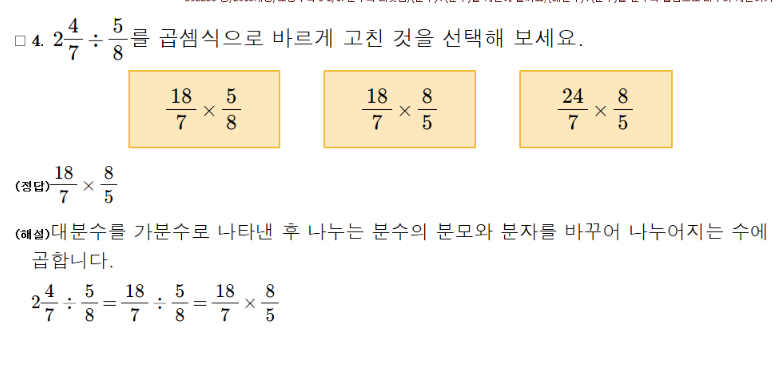 □ 4. 2 4/7 ÷ 5/8 를 곱셈식으로 바르게 고친 것을 선택해 보세요.
18/7 × 5/8   18/7 × 8/5   24/7 × 8/5
(정답) 18/7 × 8/5
(해설)대분수를 가분수로 나타낸 후 나누는 분수의 분모와 분자를 바꾸어 나누어지는 수에
곱합니다.
2 4/7 ÷ 5/8 = 18/7 ÷ 5/8 = 18/7 × 8/5